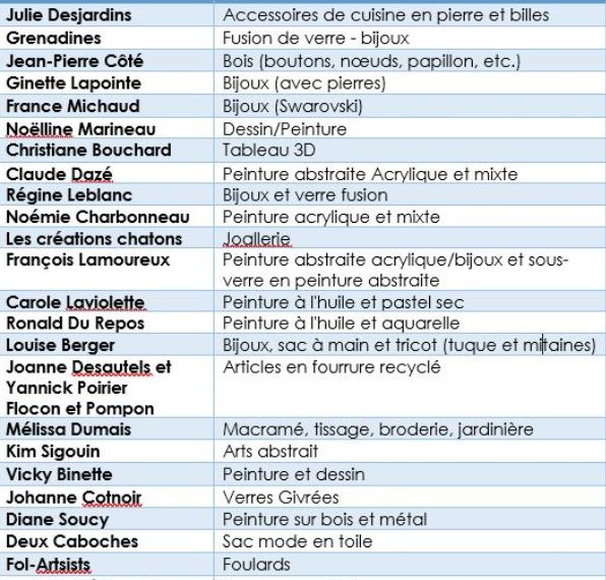 Julie Desjardins Accessoires de cuisine en pierre et billes
Grenadines Fusion de verre - bijoux
Jean-Pierre Côté Bois (boutons, nœuds, papillon, etc.)
Ginette Lapointe Bijoux (avec pierres)
France Michaud Bijoux (Swarovski)
Noëlline Marineau Dessin/Peinture
Christiane Bouchard Tableau 3D
Claude Dazé Peinture abstraite Acrylique et mixte
Régine Leblanc Bijoux et verre fusion
Noémie Charbonneau Peinture acrylique et mixte
Les créations chatons Joallerie
François Lamoureux Peinture abstraite acrylique/bijoux et sous-
verre en peinture abstraite
Carole Laviolette Peinture à l'huile et pastel sec
Ronald Du Repos Peinture à l'huile et aquarelle
Louise Berger Bijoux, sac à main et tricot (tuque et mitaines)
Joanne Desautels et Articles en fourrure recyclé
Yannick Poirier
Flocon et Pompon
Mélissa Dumais Macramé, tissage, broderie, jardinière
Kim Sigouin Arts abstrait
Vicky Binette Peinture et dessin
Johanne Cotnoir Verres Givrées
Diane Soucy Peinture sur bois et métal
Deux Caboches Sac mode en toile
Fol-Artsists Foulards